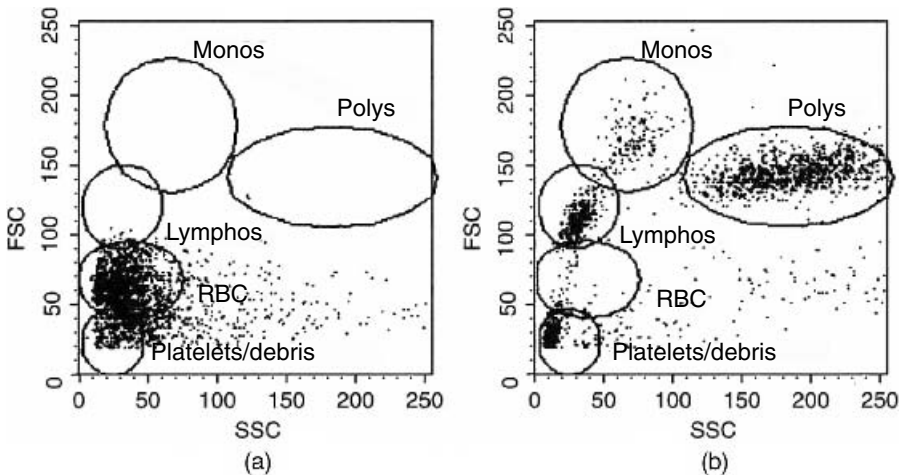 250
200
150
100
50
0
FSC
Monos
Polys
Lymphos
RBC
Platelets/debris
0 50 100 150 200 250
SSC
(a)
250
200
150
100
50
0
FSC
Monos
Polys
Lymphos
RBC
Platelets/debris
0 50 100 150 200 250
SSC
(b)